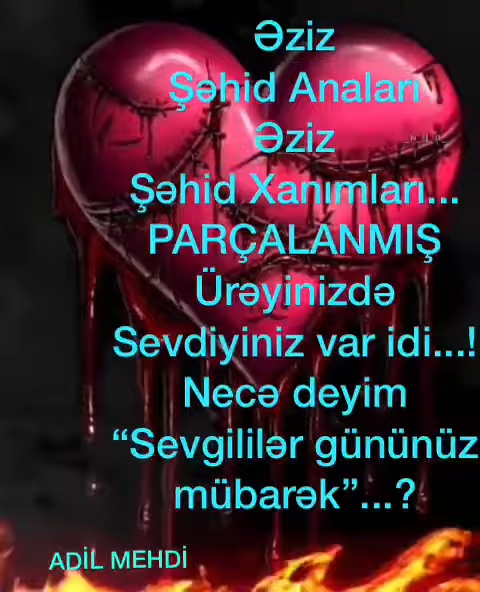 Əziz
Şəhid Anaları
Əziz
Şəhid Xanımları...
PARÇALANMIŞ
Ürəyinizdə
Sevdiyiniz var idi...!
Necə deyim
“Sevgililər gününüz
mübarək”...?
ADİL MEHDİ